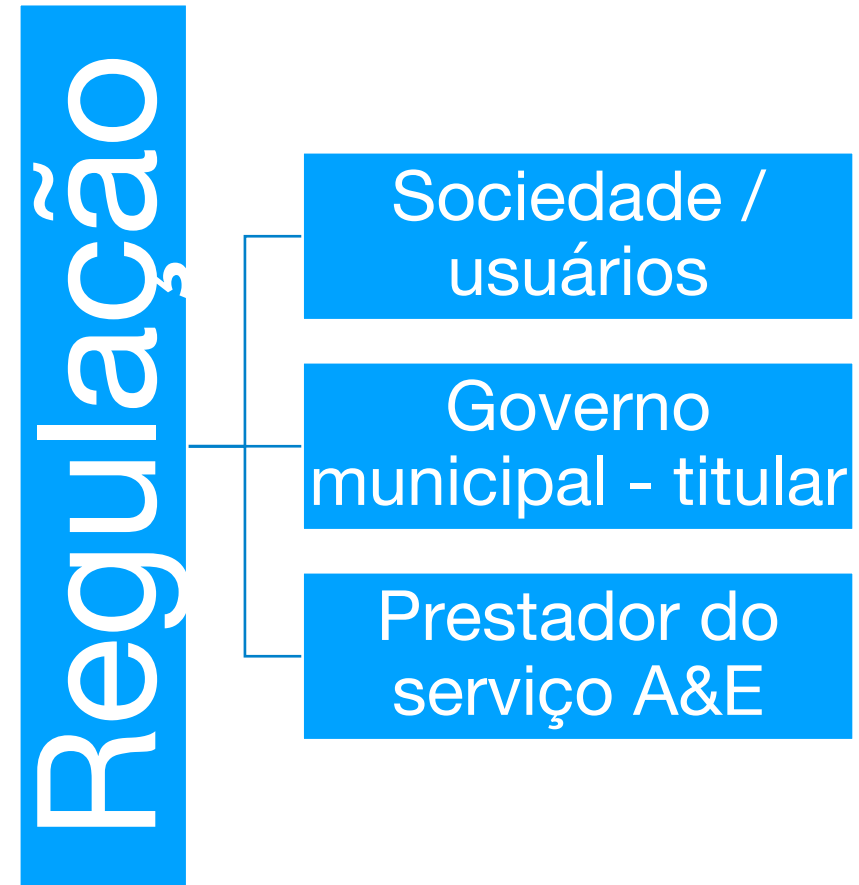 Regulação
Sociedade /
usuários
Governo
municipal - titular
Prestador do
serviço A&E